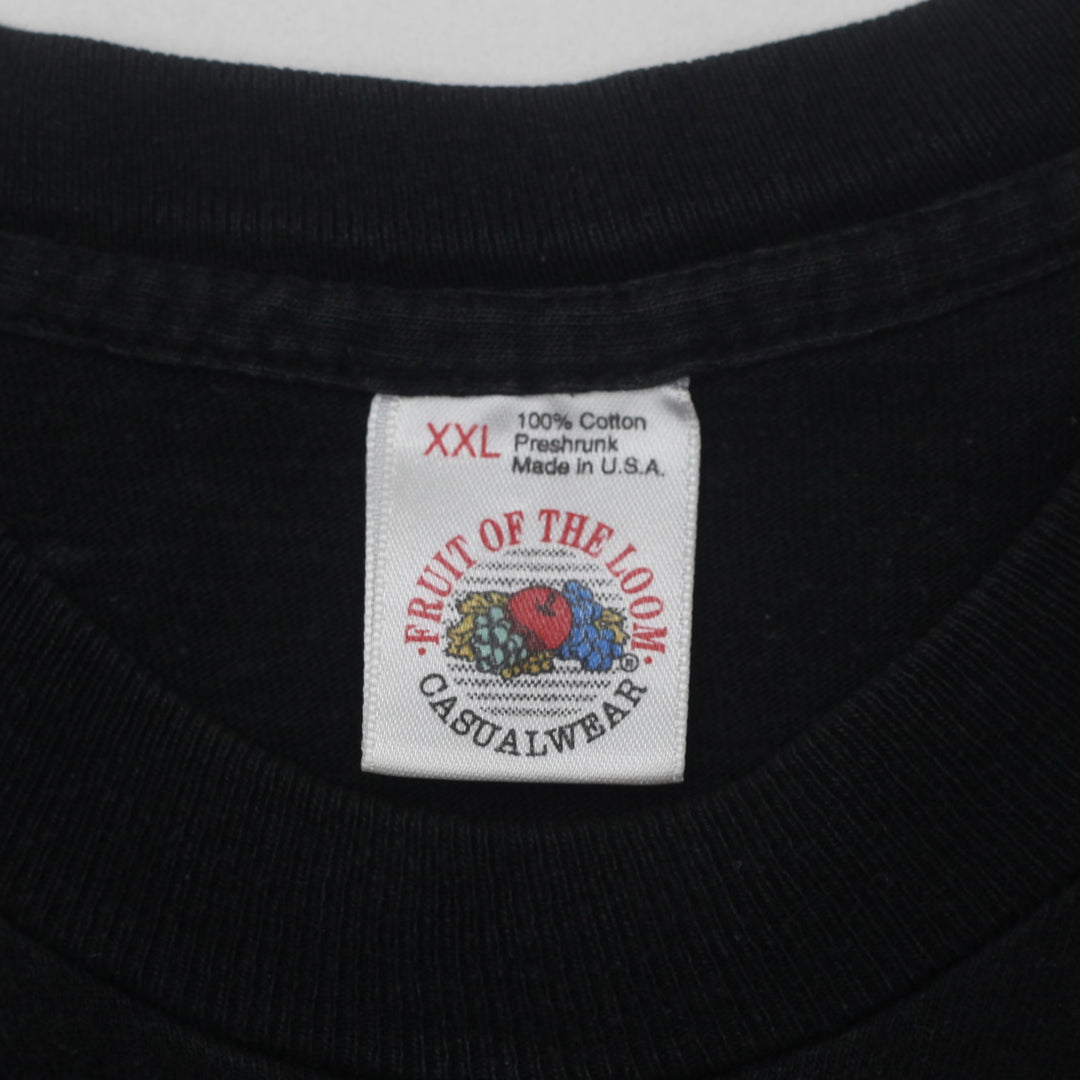 XXL
100% Cotton
Preshrunk
Made in U.S.A.
·FRUIT OF THE LOOM·
®
CASUALWEAR